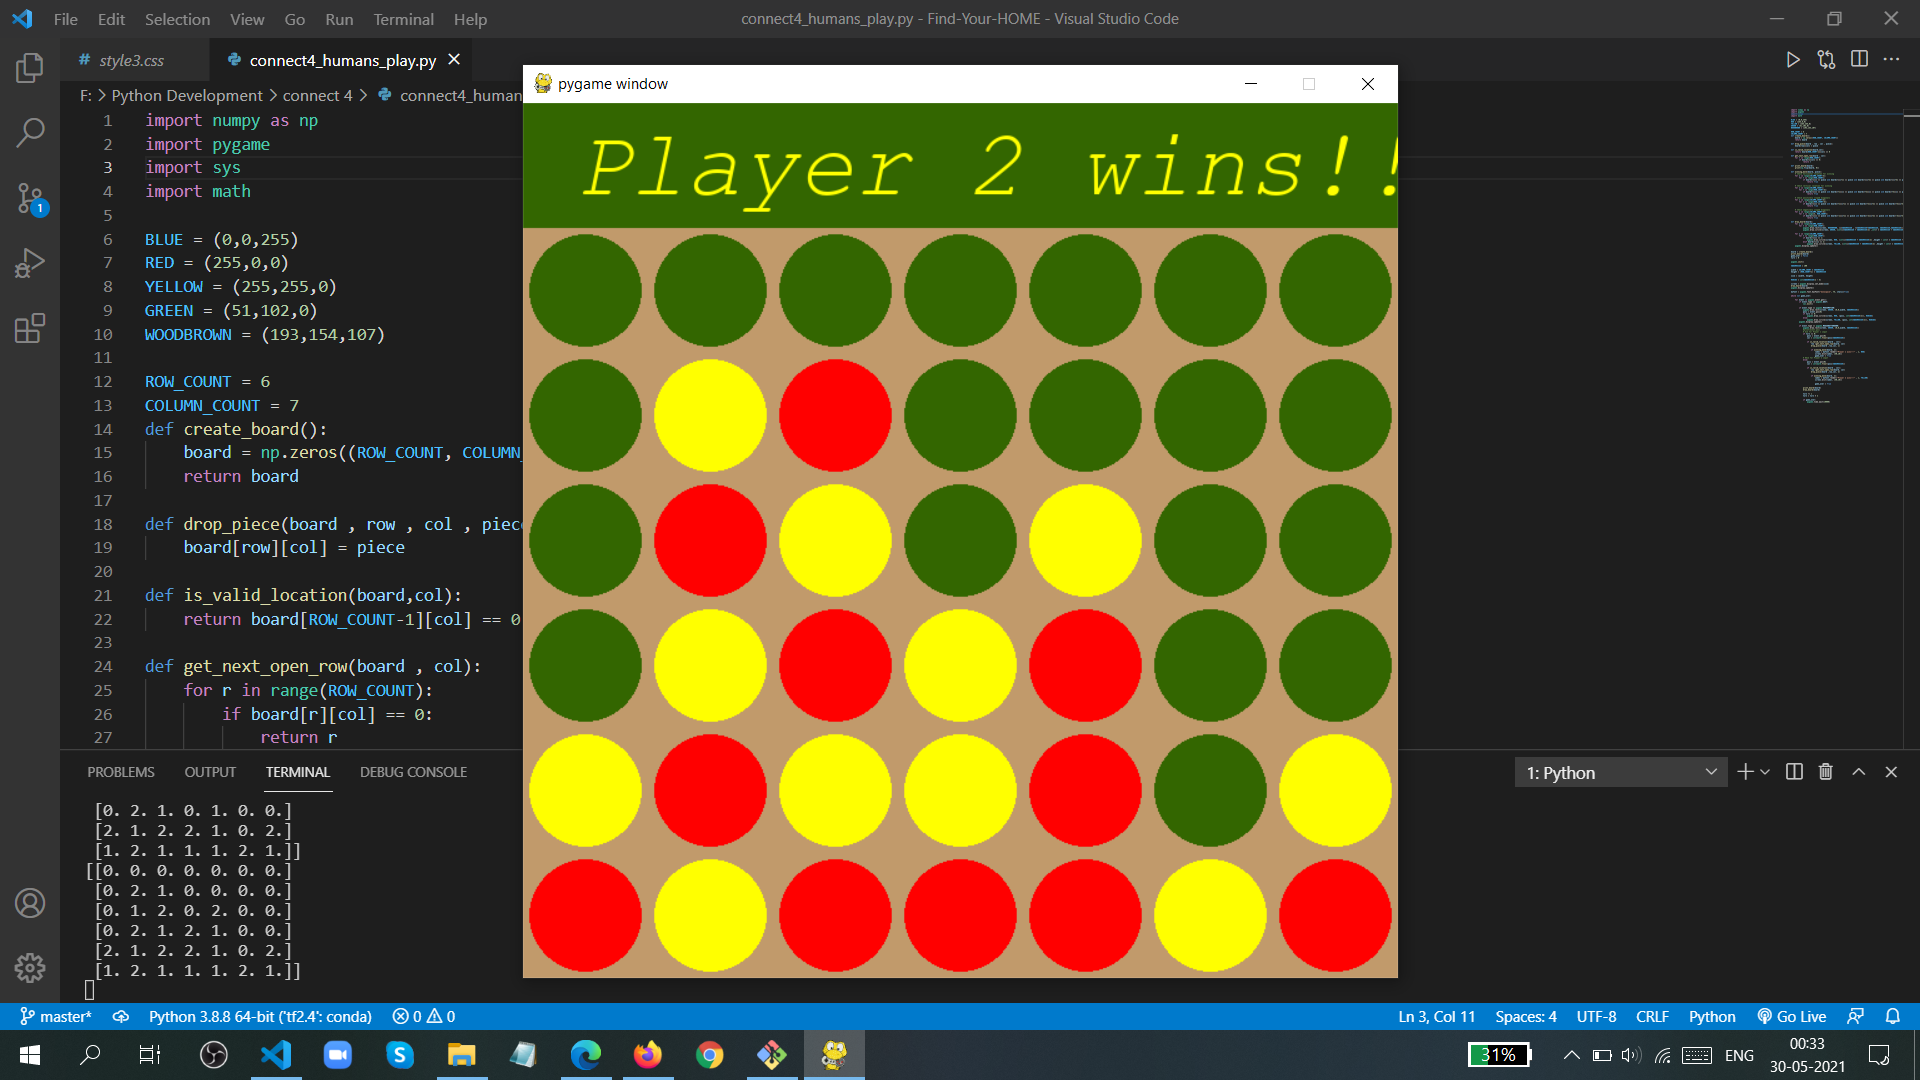 File Edit Selection View Go Run Terminal Help
connect4_humans_play.py - Find-Your-HOME - Visual Studio Code
# style3.css
connect4_humans_play.py
F: > Python Development > connect 4 > connect4_human
pygame window
Player 2 wins!!
1 import numpy as np
2 import pygame
3 import sys
4 import math
5
6 BLUE = (0,0,255)
7 RED = (255,0,0)
8 YELLOW = (255,255,0)
9 GREEN = (51,102,0)
10 WOODBROWN = (193,154,107)
11
12 ROW_COUNT = 6
13 COLUMN_COUNT = 7
14 def create_board():
15 board = np.zeros((ROW_COUNT, COLUMN_
16 return board
17
18 def drop_piece(board , row , col , piece
19 board[row][col] = piece
20
21 def is_valid_location(board,col):
22 return board[ROW_COUNT-1][col] == 0
23
24 def get_next_open_row(board , col):
25 for r in range(ROW_COUNT):
26 if board[r][col] == 0:
27 return r
PROBLEMS OUTPUT TERMINAL DEBUG CONSOLE
1: Python
[0. 2. 1. 0. 1. 0. 0.]
[2. 1. 2. 2. 1. 0. 2.]
[1. 2. 1. 1. 1. 2. 1.]]
[[0. 0. 0. 0. 0. 0. 0.]
[0. 2. 1. 0. 0. 0. 0.]
[0. 1. 2. 0. 2. 0. 0.]
[0. 2. 1. 2. 1. 0. 0.]
[2. 1. 2. 2. 1. 0. 2.]
[1. 2. 1. 1. 1. 2. 1.]]
1
master* Python 3.8.8 64-bit ('tf2.4': conda) 0 0
Ln 3, Col 11 Spaces: 4 UTF-8 CRLF Python Go Live
31% ENG
00:33
30-05-2021